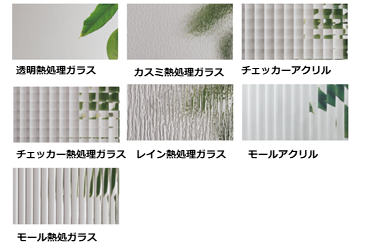 透明熱処理ガラス
カスミ熱処理ガラス
チェッカーアクリル
チェッカー熱処理ガラス
レイン熱処理ガラス
モールアクリル
モール熱処ガラス